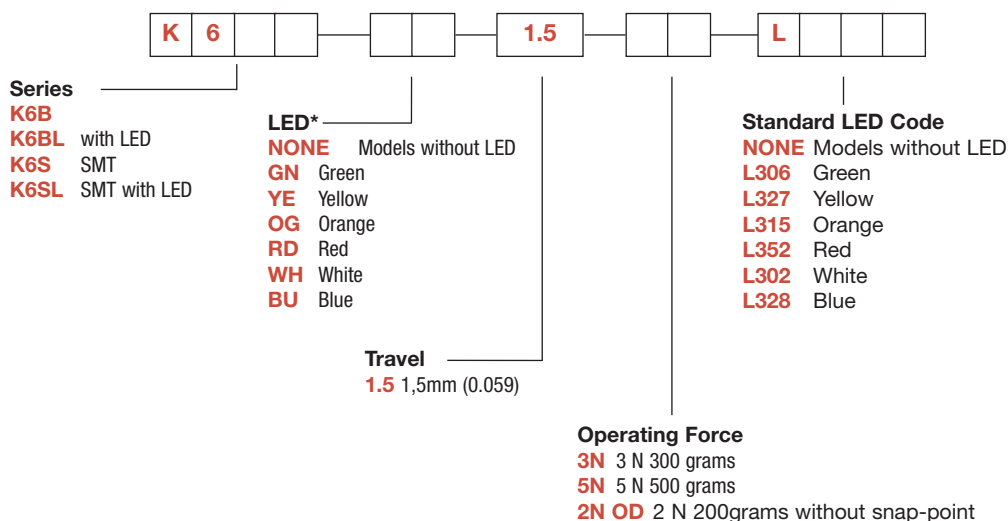 K 6 1.5 L
Series
K6B
K6BL with LED
K6S SMT
K6SL SMT with LED
LED*
NONE Models without LED
GN Green
YE Yellow
OG Orange
RD Red
WH White
BU Blue
Standard LED Code
NONE Models without LED
L306 Green
L327 Yellow
L315 Orange
L352 Red
L302 White
L328 Blue
Travel
1.5 1,5mm (0.059)
Operating Force
3N 3 N 300 grams
5N 5 N 500 grams
2N OD 2 N 200grams without snap-point